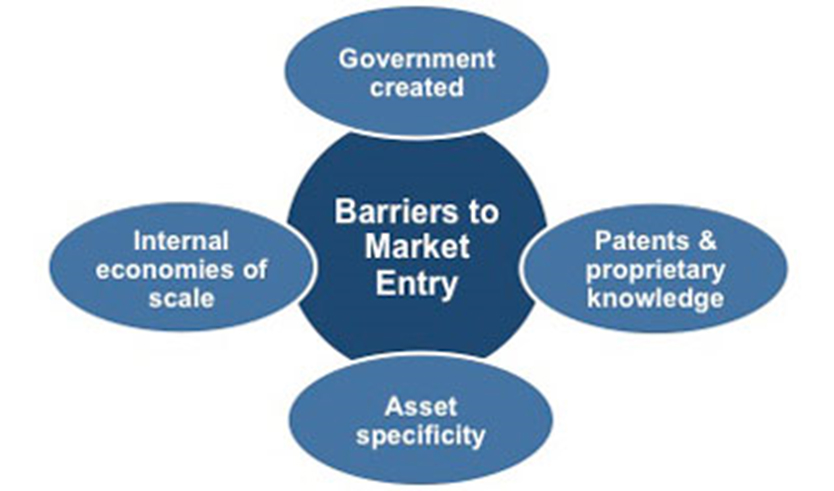 Government
created
Barriers to
Market
Entry
Internal
economies of
scale
Patents &
proprietary
knowledge
Asset
specificity